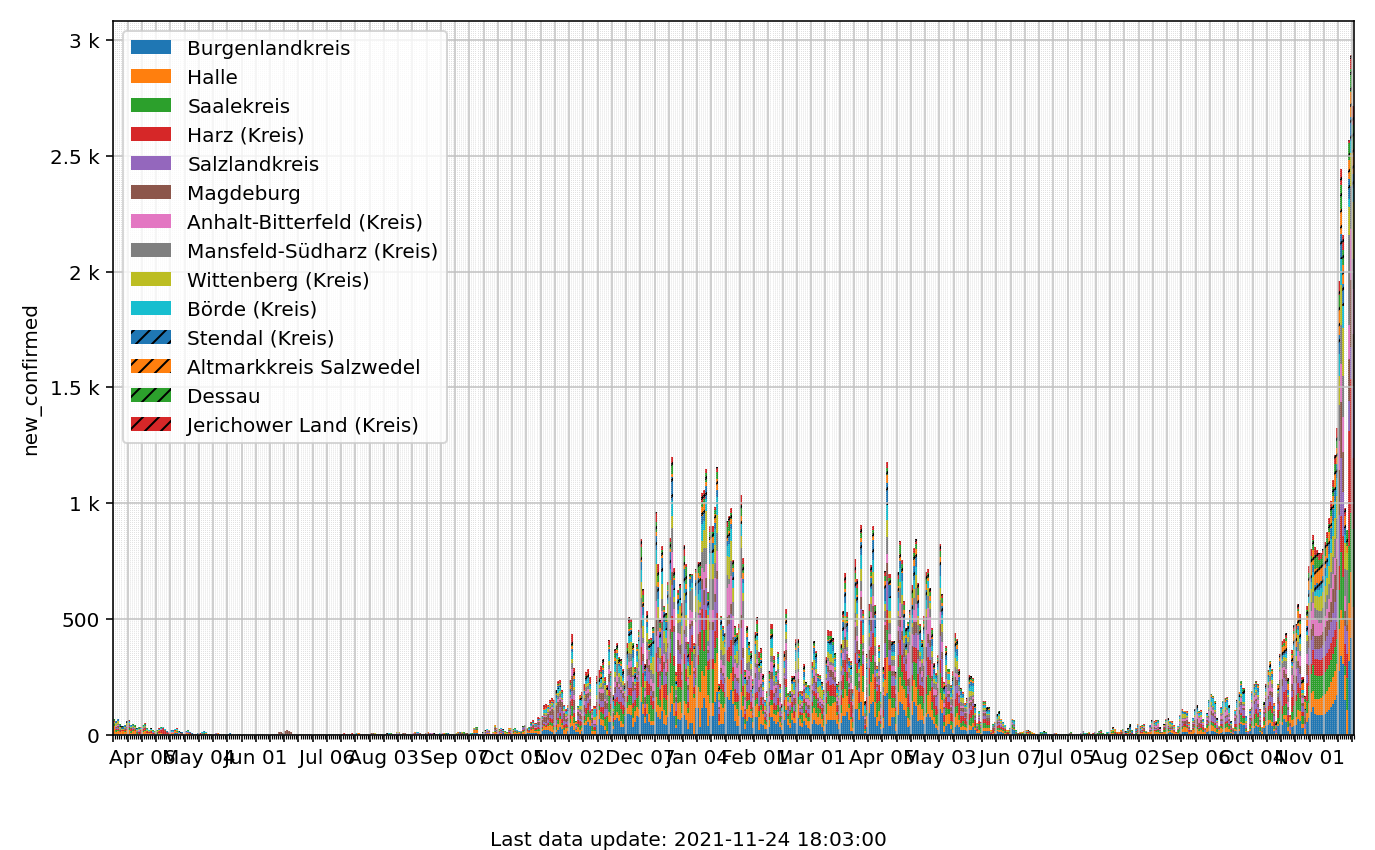 3 k
2.5 k
2 k
1.5 k
1 k
500
0
new_confirmed
Burgenlandkreis
Halle
Saalekreis
Harz (Kreis)
Salzlandkreis
Magdeburg
Anhalt-Bitterfeld (Kreis)
Mansfeld-Südharz (Kreis)
Wittenberg (Kreis)
Börde (Kreis)
Stendal (Kreis)
Altmarkkreis Salzwedel
Dessau
Jerichower Land (Kreis)
Apr 06 May 04 Jun 01 Jul 06 Aug 03 Sep 07 Oct 05 Nov 02 Dec 07 Jan 04 Feb 01 Mar 01 Apr 05 May 03 Jun 07 Jul 05 Aug 02 Sep 06 Oct 04 Nov 01
Last data update: 2021-11-24 18:03:00